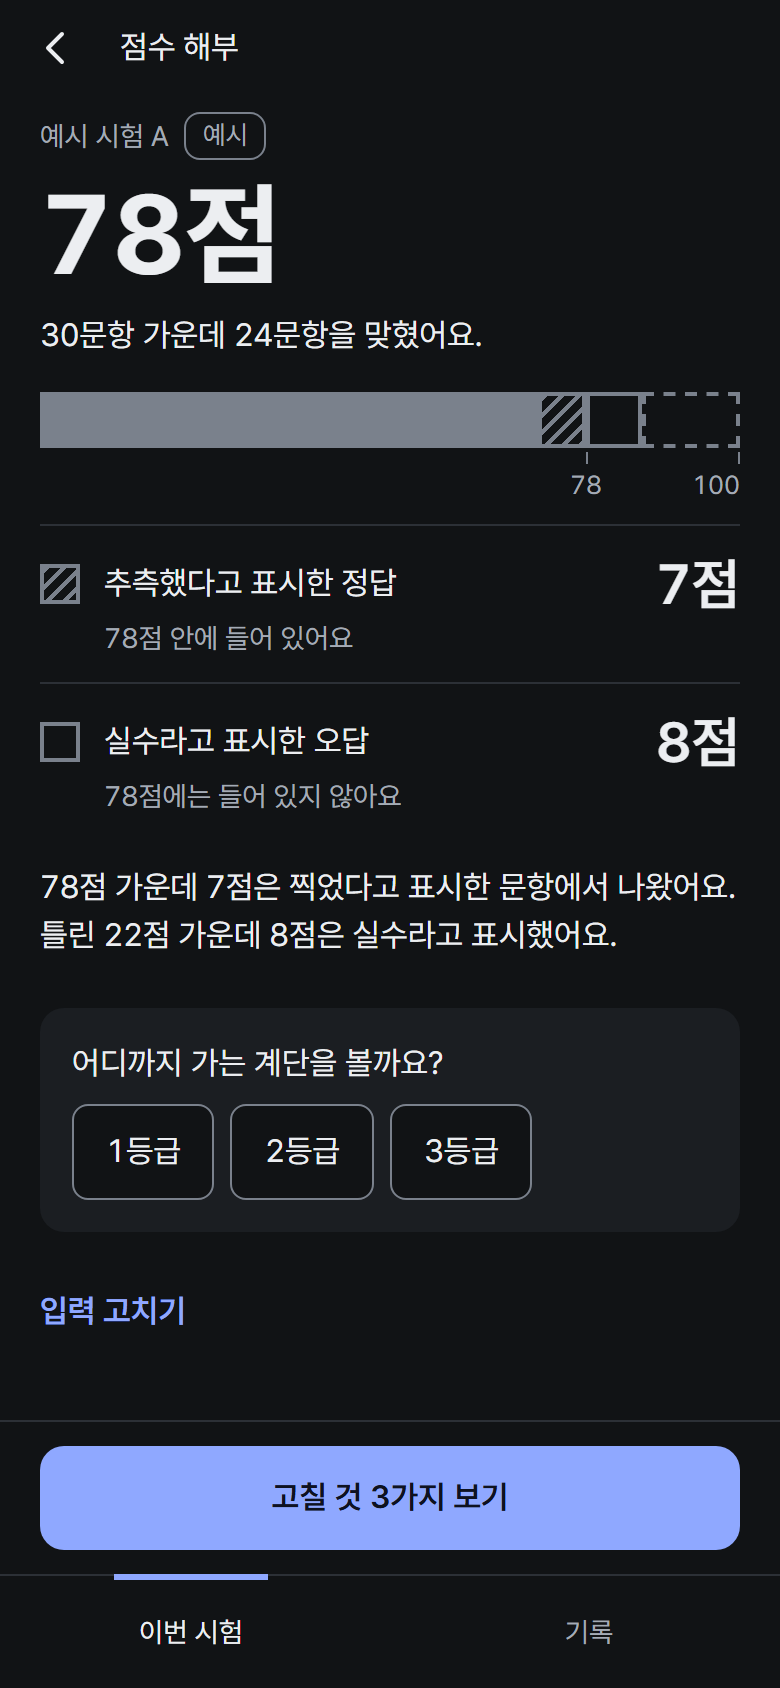 점수 해부
예시 시험 A 예시
78점
30문항 가운데 24문항을 맞혔어요.
78 100
추측했다고 표시한 정답 7점
78점 안에 들어 있어요
실수라고 표시한 오답 8점
78점에는 들어 있지 않아요
78점 가운데 7점은 찍었다고 표시한 문항에서 나왔어요.
틀린 22점 가운데 8점은 실수라고 표시했어요.
어디까지 가는 계단을 볼까요?
1등급 2등급 3등급
입력 고치기
고칠 것 3가지 보기
이번 시험 기록